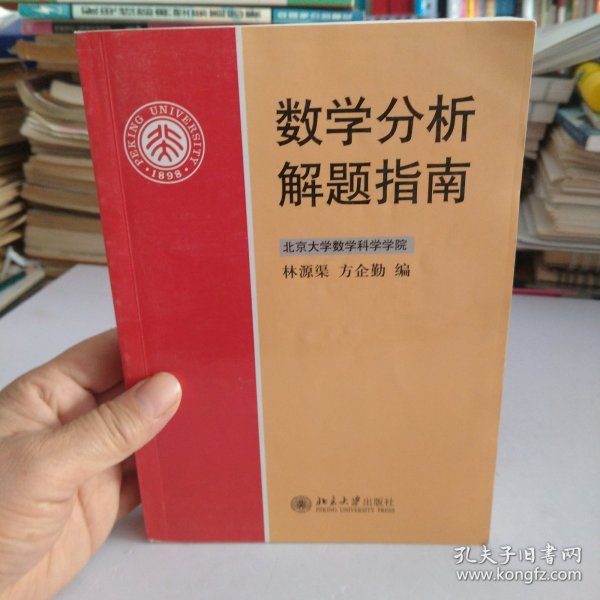 PEKING UNIVERSITY
1898
数学分析
解题指南
北京大学数学科学学院
林源渠 方企勤 编
北京大学出版社
PEKING UNIVERSITY PRESS
孔夫子旧书网
www.kongfz.com